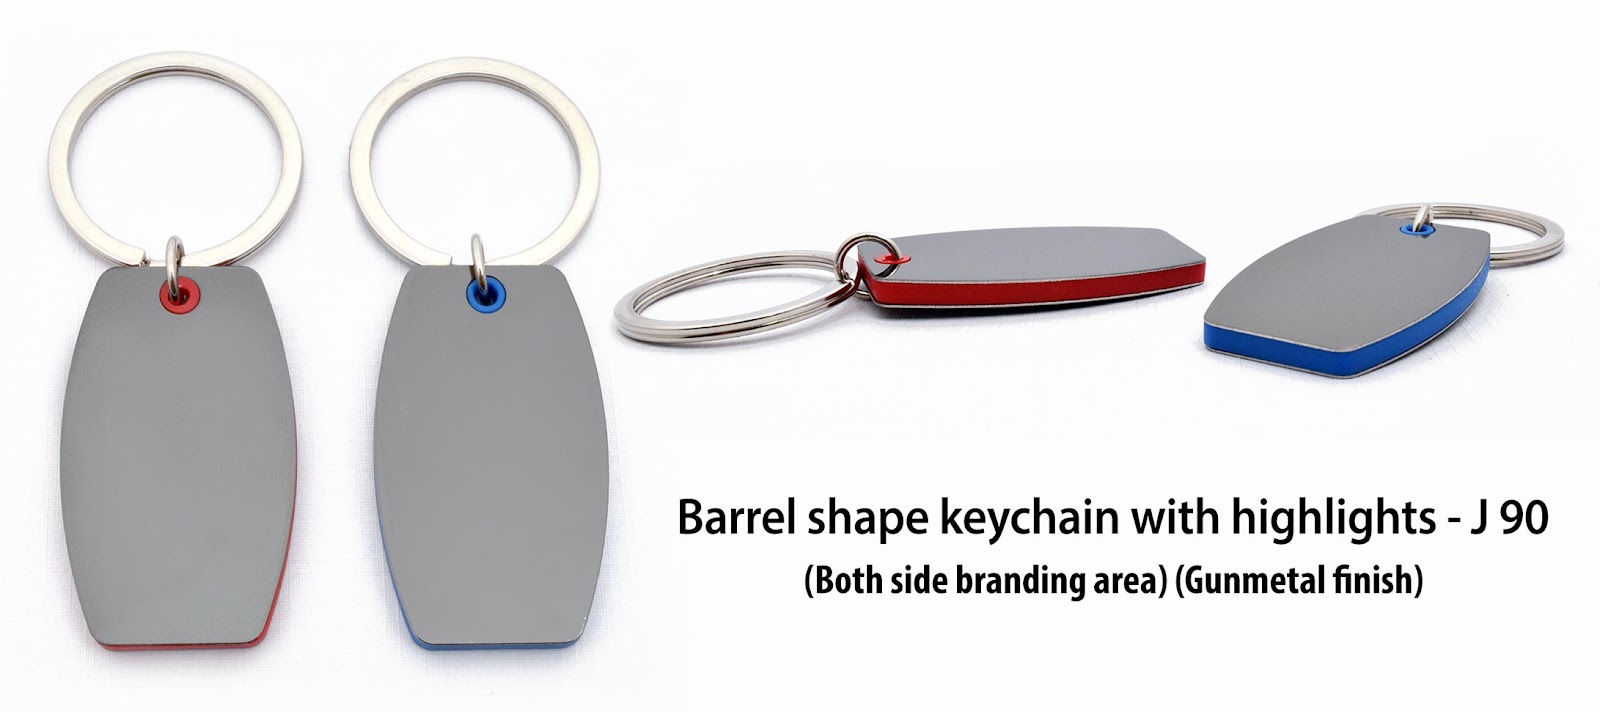 Barrel shape keychain with highlights - J 90
(Both side branding area) (Gunmetal finish)